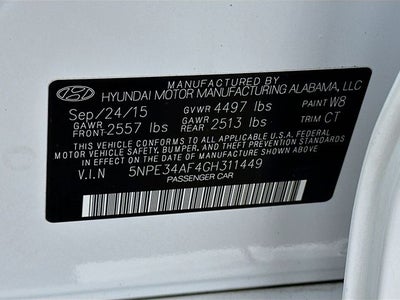 MANUFACTURED BY
HYUNDAI MOTOR MANUFACTURING ALABAMA, LLC
Sep/24/15 GVWR 4497 lbs PAINT W8
GAWR FRONT 2557 lbs GAWR REAR 2513 lbs TRIM CT
THIS VEHICLE CONFORMS TO ALL APPLICABLE U.S.A. FEDERAL
MOTOR VEHICLE SAFETY, BUMPER, AND THEFT PREVENTION STANDARDS
IN EFFECT ON THE DATE OF MANUFACTURE SHOWN ABOVE.
V.I.N 5NPE34AF4GH311449
PASSENGER CAR